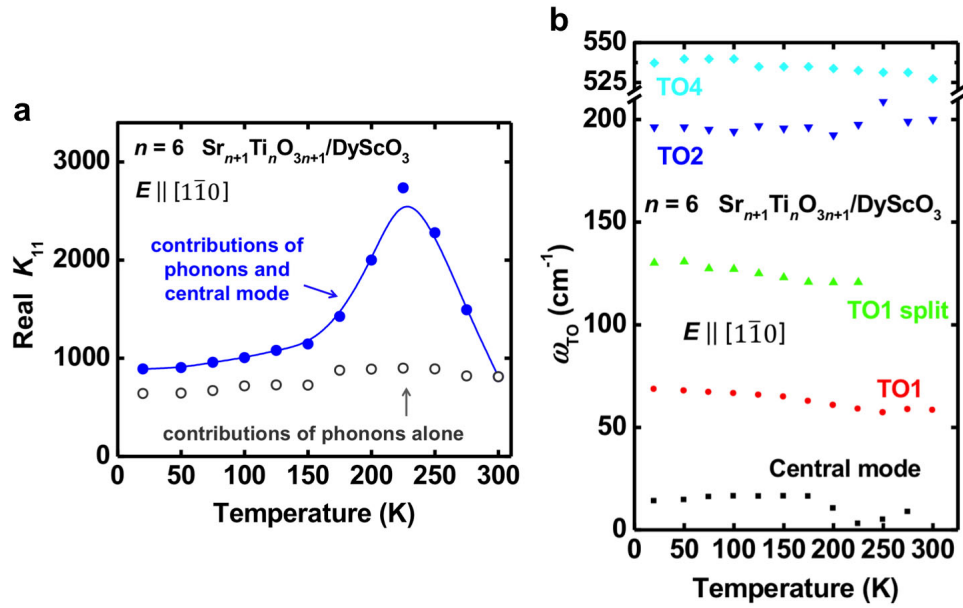 a
n = 6 Srₙ₊₁TiₙO₃ₙ₊₁/DyScO₃
E || [11̄0]
contributions of
phonons and
central mode
contributions of phonons alone
Real K₁₁
3000
2000
1000
0
0 50 100 150 200 250 300
Temperature (K)
b
550
525
200
150
100
50
0
ω_TO (cm⁻¹)
TO4
TO2
n = 6 Srₙ₊₁TiₙO₃ₙ₊₁/DyScO₃
TO1 split
E || [11̄0]
TO1
Central mode
0 50 100 150 200 250 300
Temperature (K)